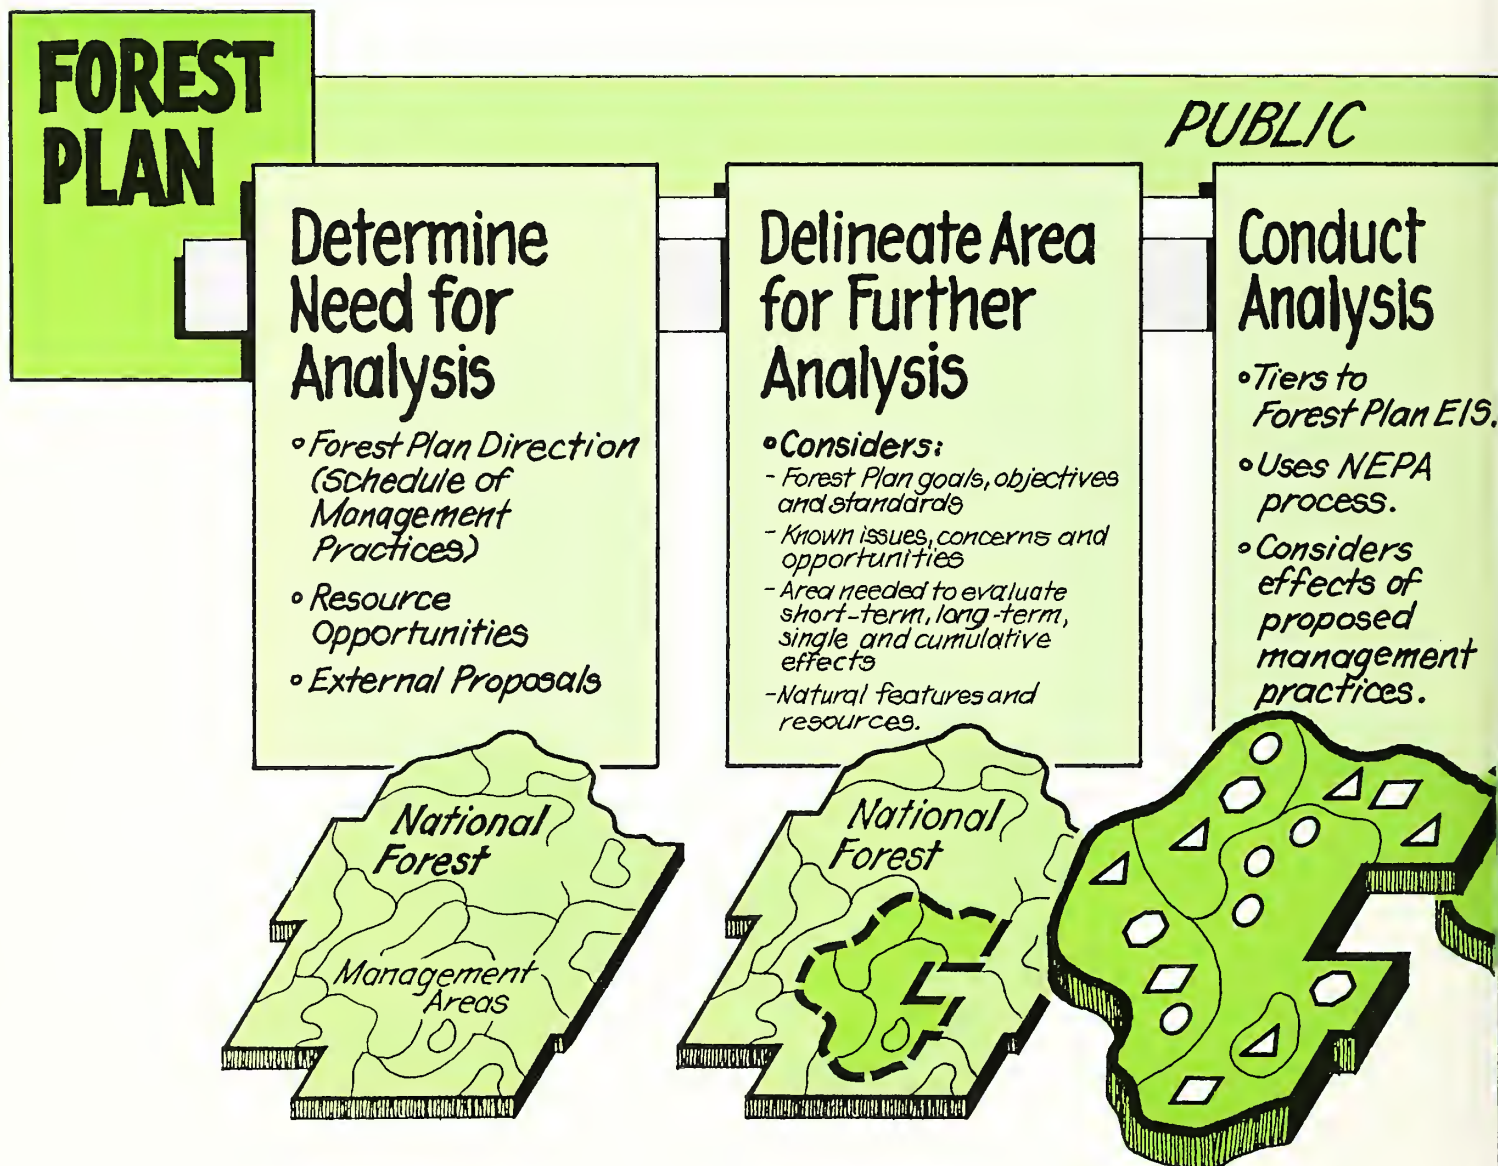 FOREST
PLAN
PUBLIC
Determine
Need for
Analysis
° Forest Plan Direction
(Schedule of
Management
Practices)
° Resource
Opportunities
° External Proposals
National
Forest
Management
Areas
Delineate Area
for Further
Analysis
° Considers:
- Forest Plan goals, objectives
and standards
- Known issues, concerns and
opportunities
- Area needed to evaluate
short-term, long-term,
single and cumulative
effects
- Natural features and
resources.
National
Forest
Conduct
Analysis
° Tiers to
Forest Plan EIS.
° Uses NEPA
process.
° Considers
effects of
proposed
management
practices.